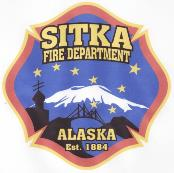 SITKA
FIRE DEPARTMENT
ALASKA
Est. 1884